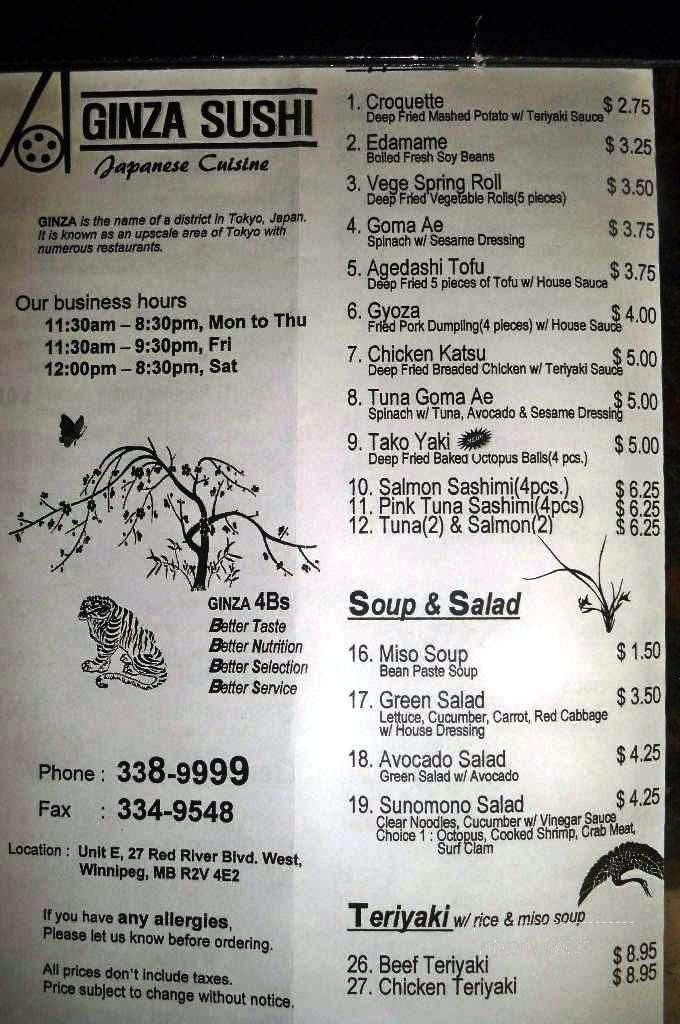 GINZA SUSHI
Japanese Cuisine
GINZA is the name of a district in Tokyo, Japan.
It is known as an upscale area of Tokyo with
numerous restaurants.
Our business hours
11:30am – 8:30pm, Mon to Thu
11:30am – 9:30pm, Fri
12:00pm – 8:30pm, Sat
GINZA 4Bs
Better Taste
Better Nutrition
Better Selection
Better Service
Phone : 338-9999
Fax : 334-9548
Location : Unit E, 27 Red River Blvd. West,
Winnipeg, MB R2V 4E2
If you have any allergies,
Please let us know before ordering.
All prices don't include taxes.
Price subject to change without notice.
1. Croquette $ 2.75
Deep Fried Mashed Potato w/ Teriyaki Sauce
2. Edamame $ 3.25
Boiled Fresh Soy Beans
3. Vege Spring Roll $ 3.50
Deep Fried Vegetable Rolls(5 pieces)
4. Goma Ae $ 3.75
Spinach w/ Sesame Dressing
5. Agedashi Tofu $ 3.75
Deep Fried 5 pieces of Tofu w/ House Sauce
6. Gyoza $ 4.00
Fried Pork Dumpling(4 pieces) w/ House Sauce
7. Chicken Katsu $ 5.00
Deep Fried Breaded Chicken w/ Teriyaki Sauce
8. Tuna Goma Ae $ 5.00
Spinach w/ Tuna, Avocado & Sesame Dressing
9. Tako Yaki $ 5.00
Deep Fried Baked Octopus Balls(4 pcs.)
10. Salmon Sashimi(4pcs.) $ 6.25
11. Pink Tuna Sashimi(4pcs) $ 6.25
12. Tuna(2) & Salmon(2) $ 6.25
Soup & Salad
16. Miso Soup $ 1.50
Bean Paste Soup
17. Green Salad $ 3.50
Lettuce, Cucumber, Carrot, Red Cabbage
w/ House Dressing
18. Avocado Salad $ 4.25
Green Salad w/ Avocado
19. Sunomono Salad $ 4.25
Clear Noodles, Cucumber w/ Vinegar Sauce
Choice 1 : Octopus, Cooked Shrimp, Crab Meat,
Surf Clam
Teriyaki w/ rice & miso soup
26. Beef Teriyaki $ 8.95
27. Chicken Teriyaki $ 8.95